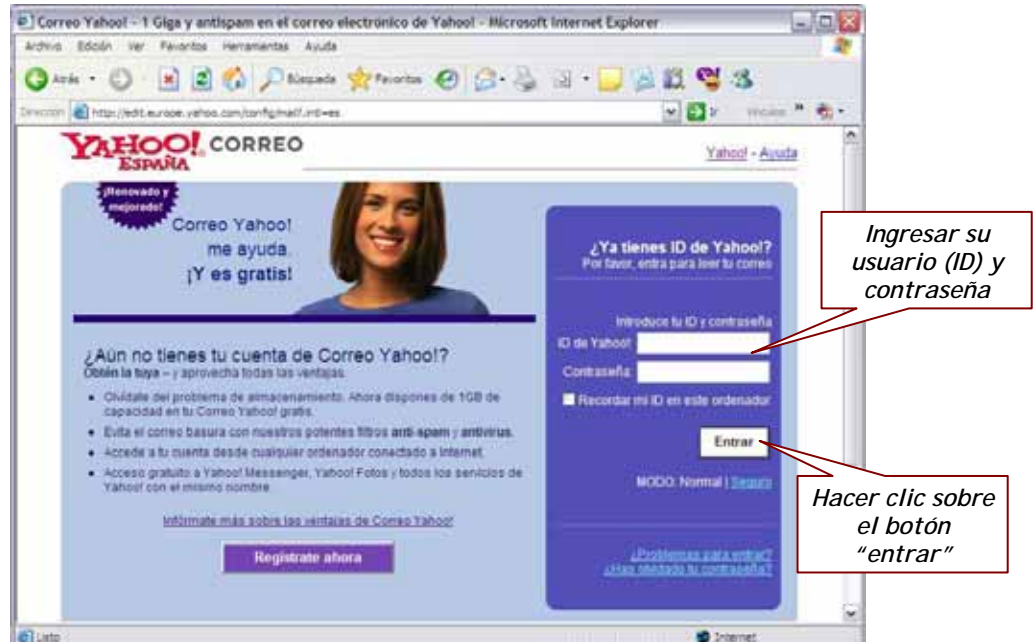 Correo Yahoo! - 1 Giga y antispam en el correo electrónico de Yahoo! - Microsoft Internet Explorer
Archivo Edición Ver Favoritos Herramientas Ayuda
Atrás Búsqueda Favoritos
Dirección http://edit.europe.yahoo.com/config/mail?.intl=es Ir Vínculos »
YAHOO! CORREO
ESPAÑA
Yahoo! - Ayuda
¡Renovado y
mejorado!
Correo Yahoo!
me ayuda.
¡Y es gratis!
¿Aún no tienes tu cuenta de Correo Yahoo!?
Obtén la tuya – y aprovecha todas las ventajas.
• Olvídate del problema de almacenamiento. Ahora dispones de 1GB de
capacidad en tu Correo Yahoo! gratis.
• Evita el correo basura con nuestros potentes filtros anti-spam y antivirus.
• Accede a tu cuenta desde cualquier ordenador conectado a Internet.
• Acceso gratuito a Yahoo! Messenger, Yahoo! Fotos y todos los servicios de
Yahoo! con el mismo nombre.
Infórmate más sobre las ventajas de Correo Yahoo!
Regístrate ahora
¿Ya tienes ID de Yahoo!?
Por favor, entra para leer tu correo
Introduce tu ID y contraseña
ID de Yahoo!:
Contraseña:
Recordar mi ID en este ordenador
Entrar
MODO: Normal | Seguro
¿Problemas para entrar?
¿Has olvidado tu contraseña?
Ingresar su
usuario (ID) y
contraseña
Hacer clic sobre
el botón
“entrar”
Listo
Internet